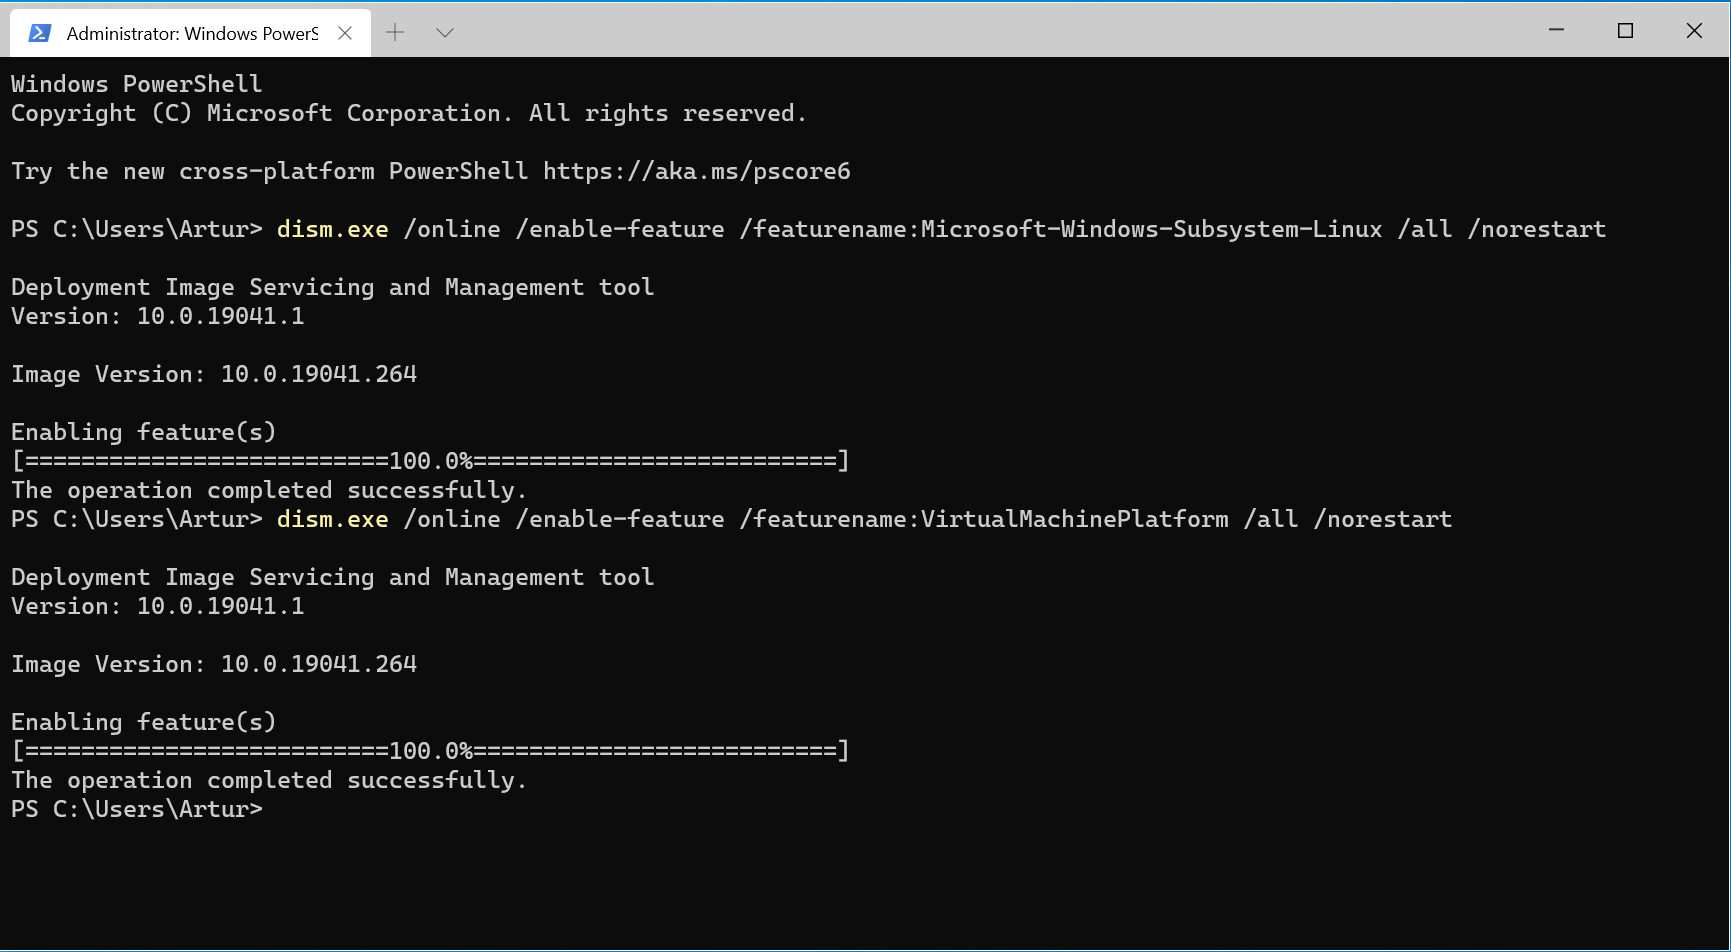 Administrator: Windows PowerS
Windows PowerShell
Copyright (C) Microsoft Corporation. All rights reserved.
Try the new cross-platform PowerShell https://aka.ms/pscore6
PS C:\Users\Artur> dism.exe /online /enable-feature /featurename:Microsoft-Windows-Subsystem-Linux /all /norestart
Deployment Image Servicing and Management tool
Version: 10.0.19041.1
Image Version: 10.0.19041.264
Enabling feature(s)
[==========================100.0%==========================]
The operation completed successfully.
PS C:\Users\Artur> dism.exe /online /enable-feature /featurename:VirtualMachinePlatform /all /norestart
Deployment Image Servicing and Management tool
Version: 10.0.19041.1
Image Version: 10.0.19041.264
Enabling feature(s)
[==========================100.0%==========================]
The operation completed successfully.
PS C:\Users\Artur>